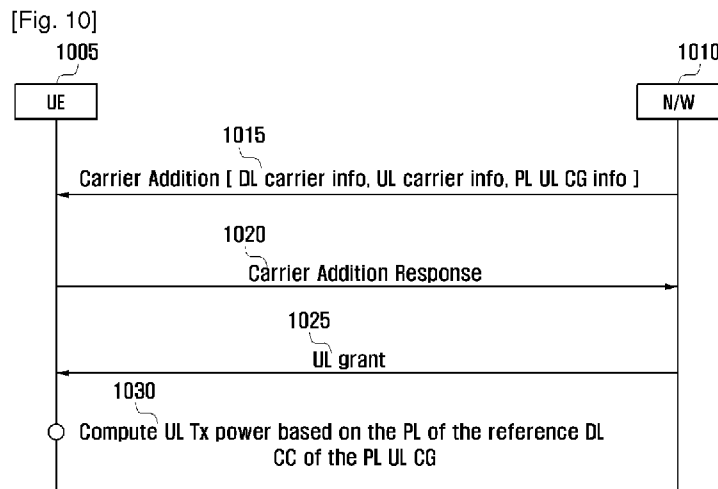 [Fig. 10]
1005
1010
UE
N/W
1015
Carrier Addition [ DL carrier info, UL carrier info, PL UL CG info ]
1020
Carrier Addition Response
1025
UL grant
1030
Compute UL Tx power based on the PL of the reference DL
CC of the PL UL CG